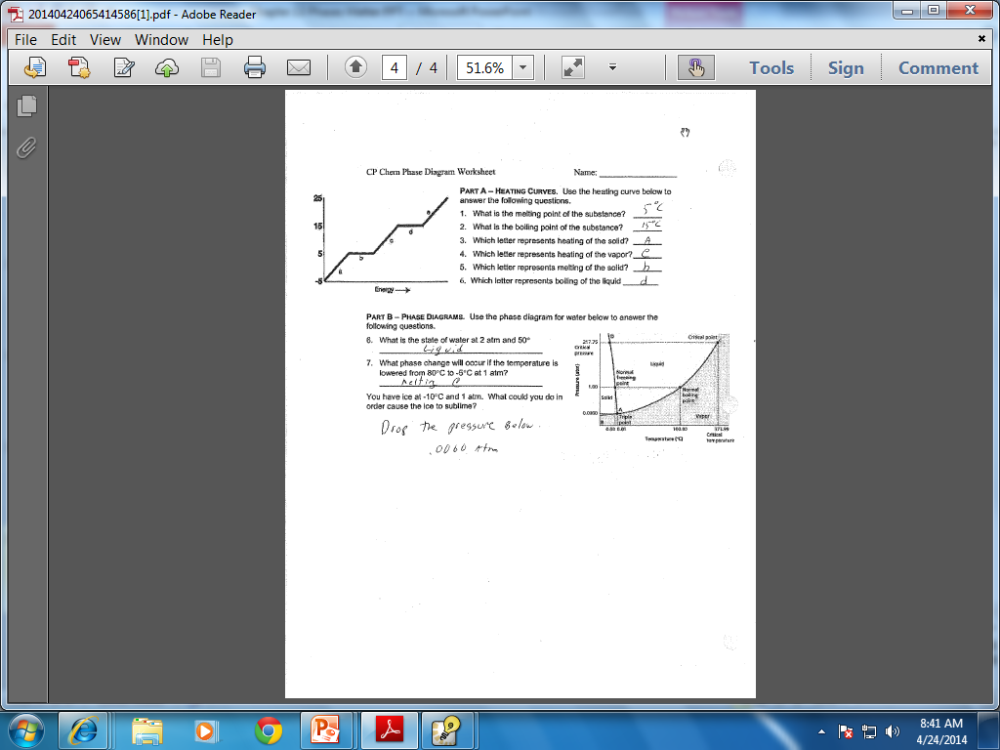 20140424065414586[1].pdf - Adobe Reader
File Edit View Window Help
4 / 4 51.6% Tools Sign Comment
CP Chem Phase Diagram Worksheet Name:
PART A – HEATING CURVES. Use the heating curve below to
answer the following questions.
1. What is the melting point of the substance? 5°C
2. What is the boiling point of the substance? 15°C
3. Which letter represents heating of the solid? A
4. Which letter represents heating of the vapor? e
5. Which letter represents melting of the solid? b
6. Which letter represents boiling of the liquid d
25
15
5
-5
a
b
c
d
e
Energy
PART B – PHASE DIAGRAMS. Use the phase diagram for water below to answer the
following questions.
6. What is the state of water at 2 atm and 50°
Liquid
7. What phase change will occur if the temperature is
lowered from 80°C to -5°C at 1 atm?
You have ice at -10°C and 1 atm. What could you do in
order cause the ice to sublime?
Drop the pressure Below
.0060 Atm
217.75
Critical point
Critical
pressure
Liquid
Pressure (atm)
Normal
freezing
point
1.00
Normal
boiling
point
Solid
A
Triple
point
Vapor
100.00
373.99
Temperature (°C)
Critical
temperature
8:41 AM
4/24/2014